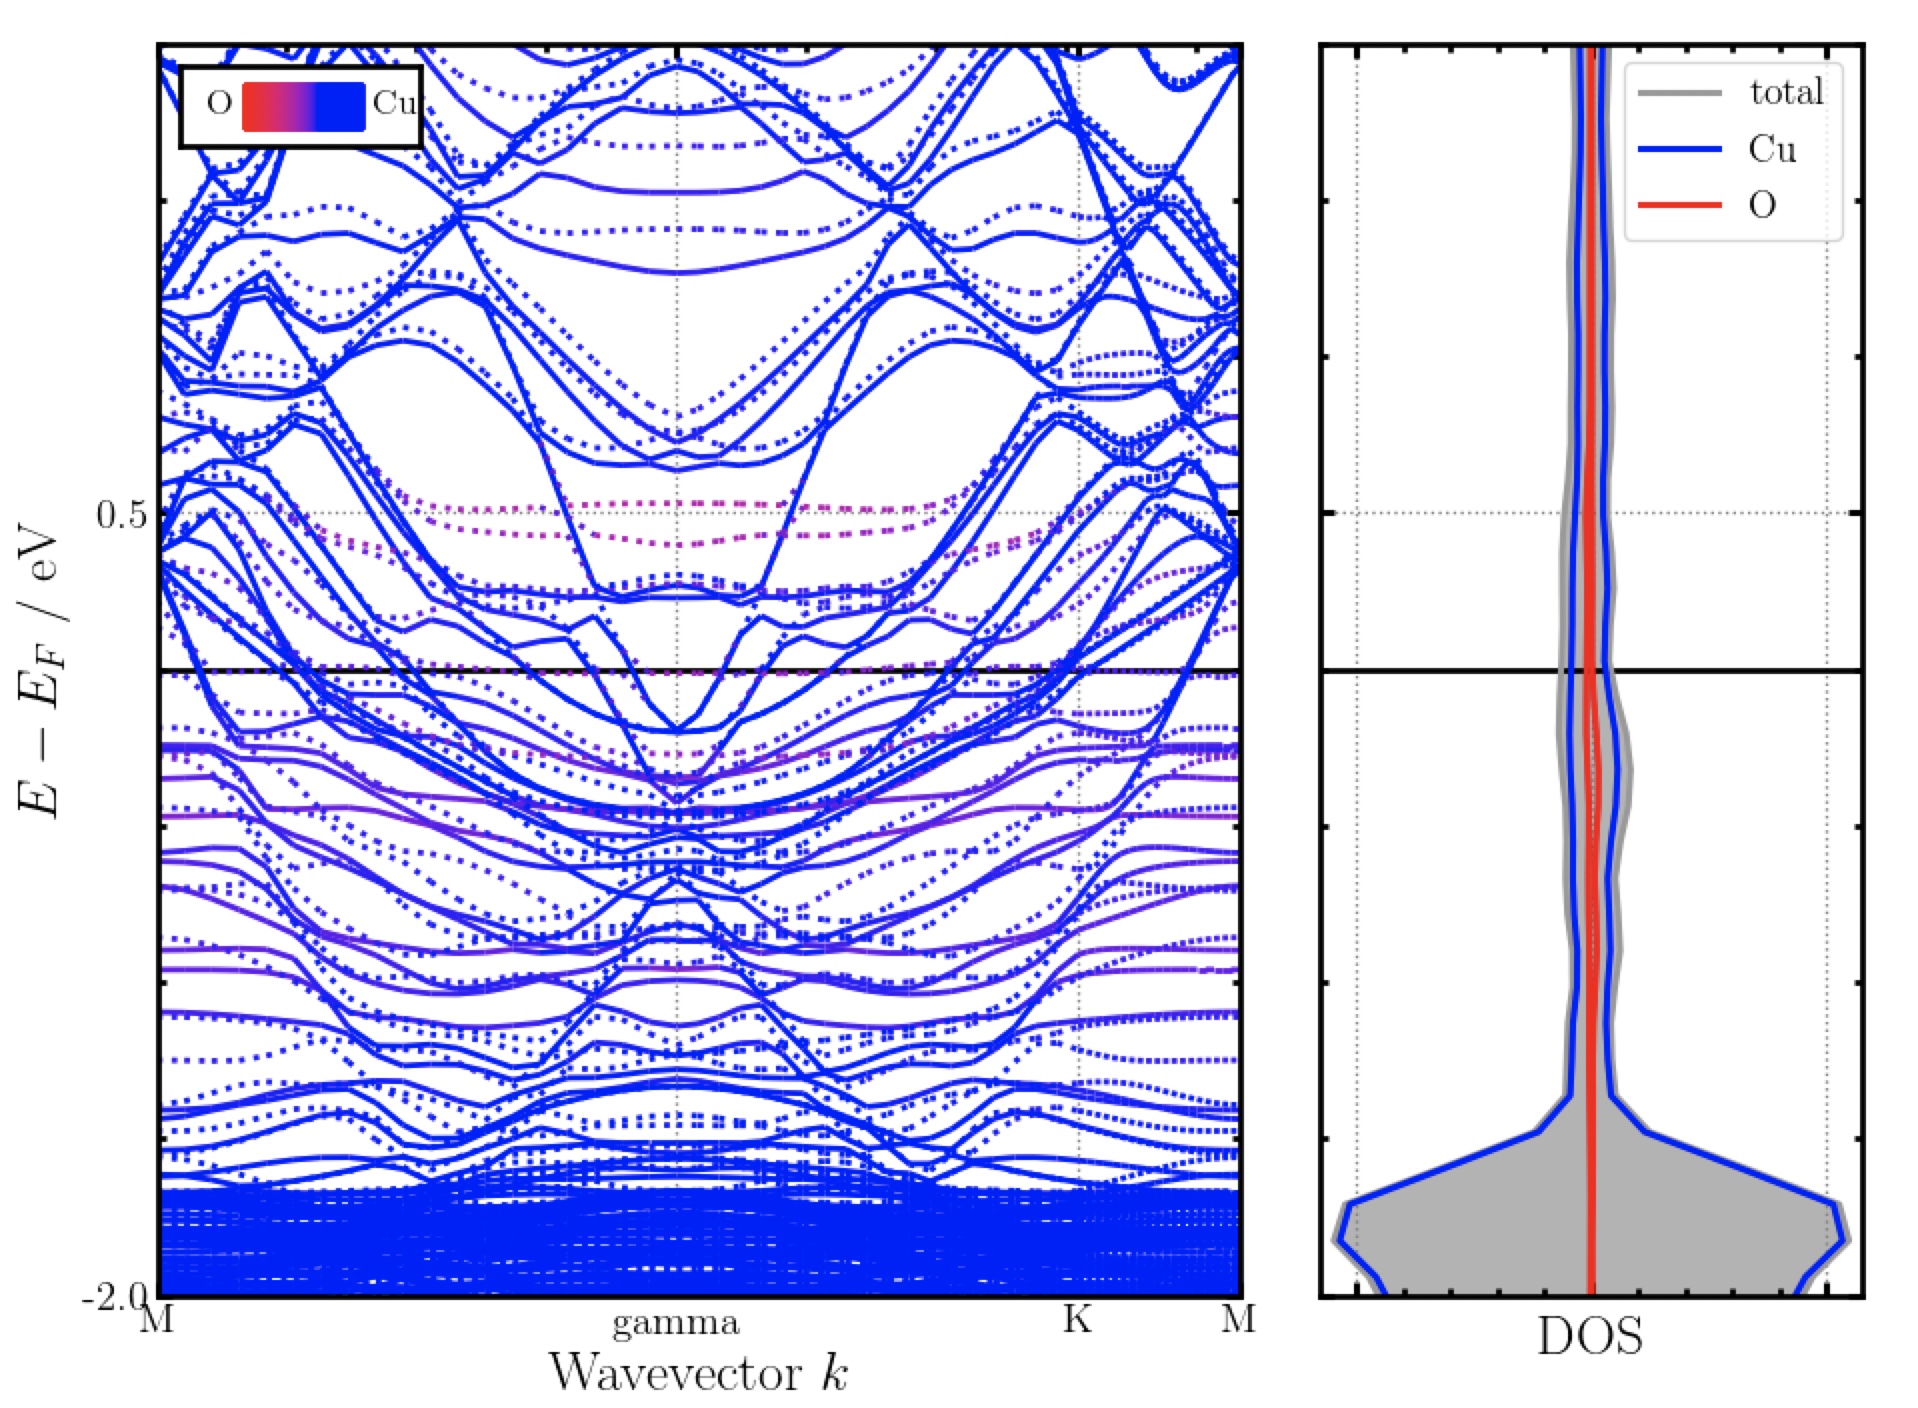 O Cu
total
Cu
O
0.5
E − E_F / eV
-2.0
M gamma K M
Wavevector k
DOS